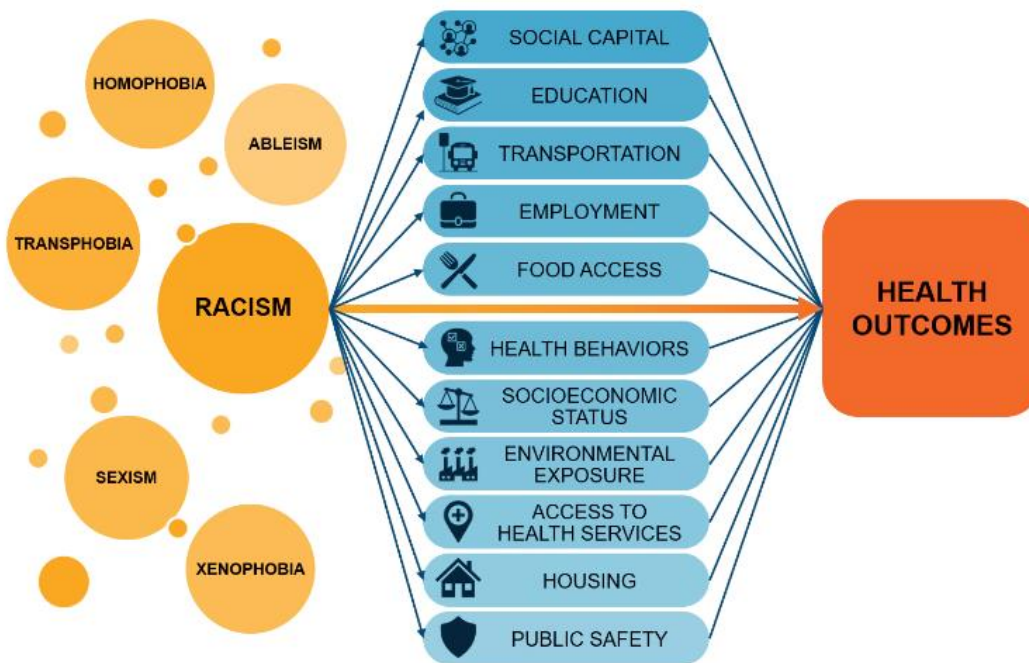 HOMOPHOBIA
ABLEISM
TRANSPHOBIA
RACISM
SEXISM
XENOPHOBIA
SOCIAL CAPITAL
EDUCATION
TRANSPORTATION
EMPLOYMENT
FOOD ACCESS
HEALTH BEHAVIORS
SOCIOECONOMIC
STATUS
ENVIRONMENTAL
EXPOSURE
ACCESS TO
HEALTH SERVICES
HOUSING
PUBLIC SAFETY
HEALTH
OUTCOMES